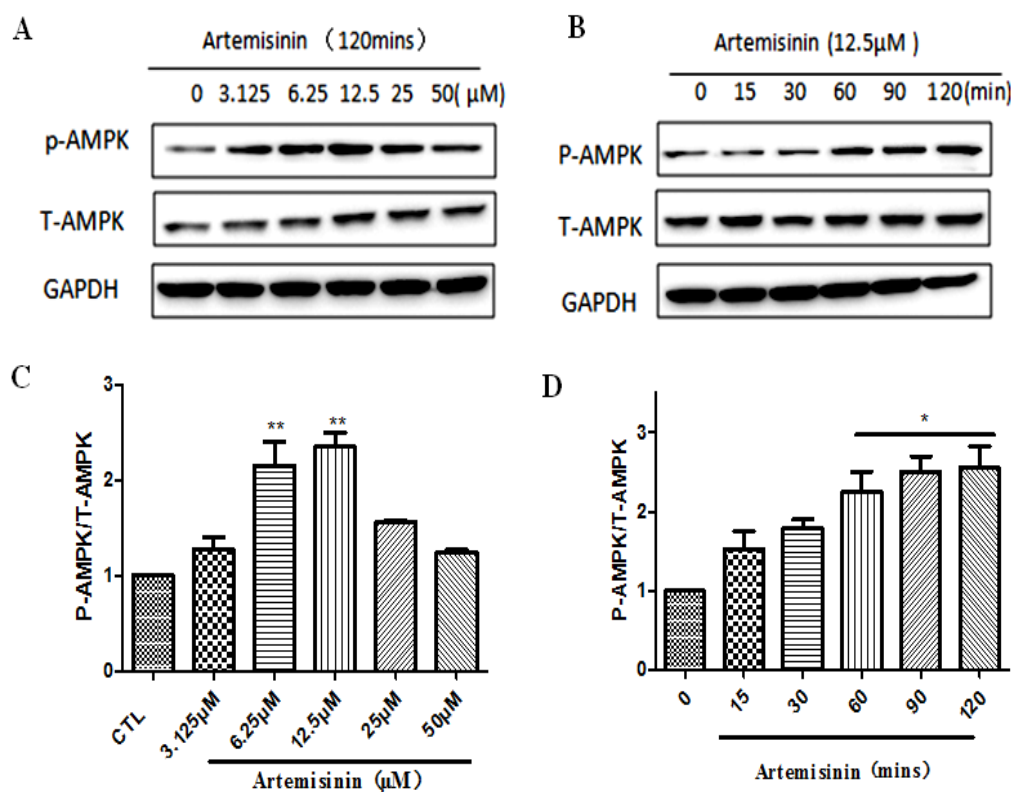 A
Artemisinin （120mins）
0 3.125 6.25 12.5 25 50( μM)
p-AMPK
T-AMPK
GAPDH
B
Artemisinin (12.5μM )
0 15 30 60 90 120(min)
P-AMPK
T-AMPK
GAPDH
C
P-AMPK/T-AMPK
3
2
1
0
** **
CTL 3.125μM 6.25μM 12.5μM 25μM 50μM
Artemisinin (μM)
D
P-AMPK/T-AMPK
3
2
1
0
*
0 15 30 60 90 120
Artemisinin (mins)